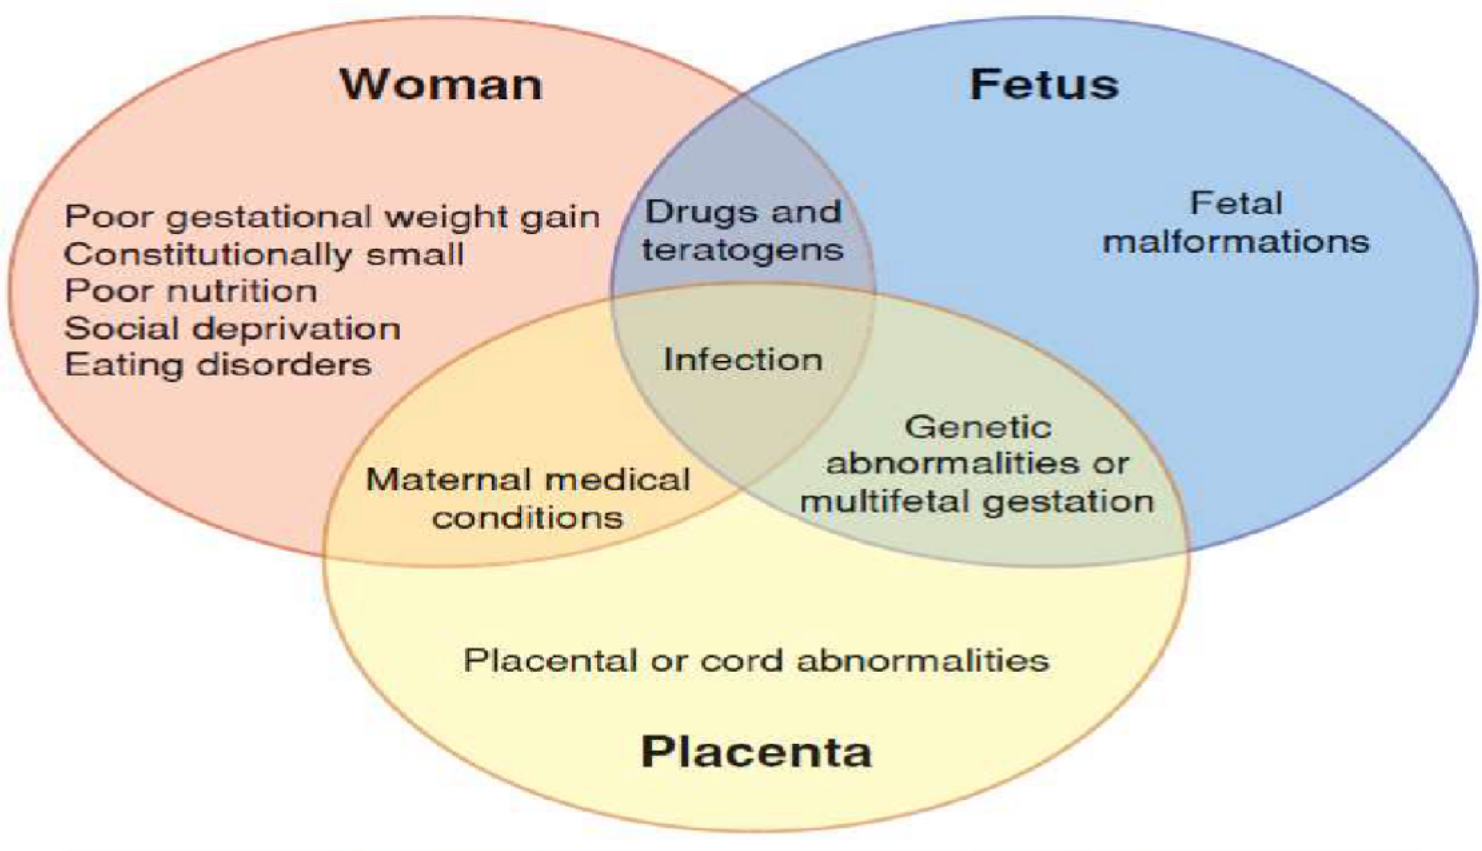 Woman
Fetus
Poor gestational weight gain
Constitutionally small
Poor nutrition
Social deprivation
Eating disorders
Drugs and
teratogens
Fetal
malformations
Infection
Maternal medical
conditions
Genetic
abnormalities or
multifetal gestation
Placental or cord abnormalities
Placenta